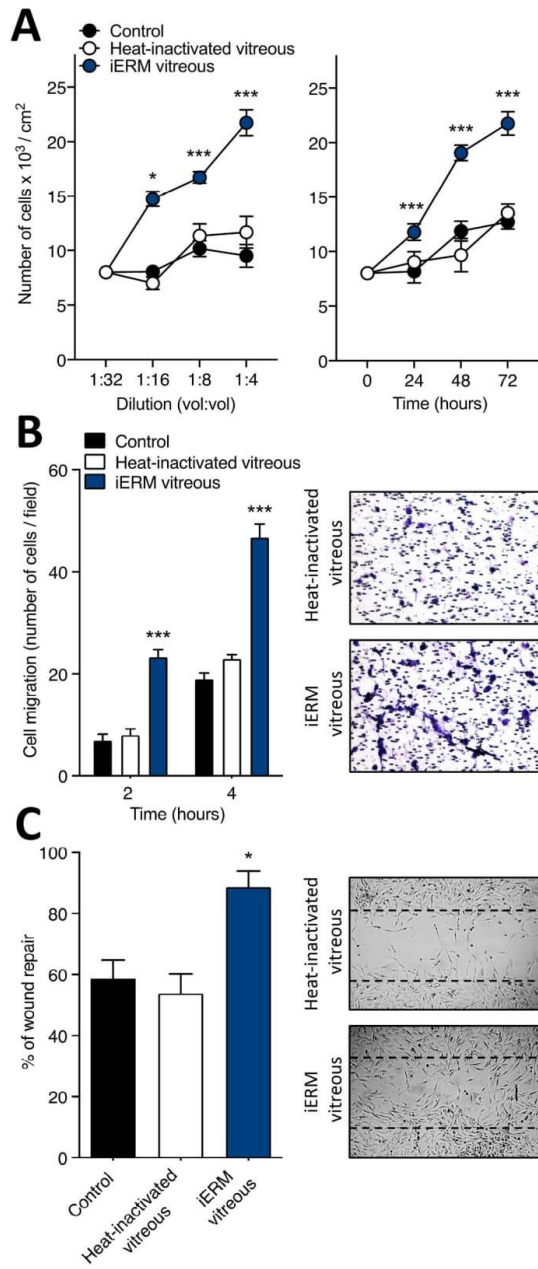 A
Control
Heat-inactivated vitreous
iERM vitreous
Number of cells x 10³ / cm²
25
20
15
10
5
0
*
***
***
1:32
1:16
1:8
1:4
Dilution (vol:vol)
25
20
15
10
5
0
***
***
***
0
24
48
72
Time (hours)
B
Control
Heat-inactivated vitreous
iERM vitreous
Cell migration (number of cells / field)
60
40
20
0
***
***
2
4
Time (hours)
Heat-inactivated
vitreous
iERM
vitreous
C
% of wound repair
100
80
60
40
20
0
*
Control
Heat-inactivated
vitreous
iERM
vitreous
Heat-inactivated
vitreous
iERM
vitreous